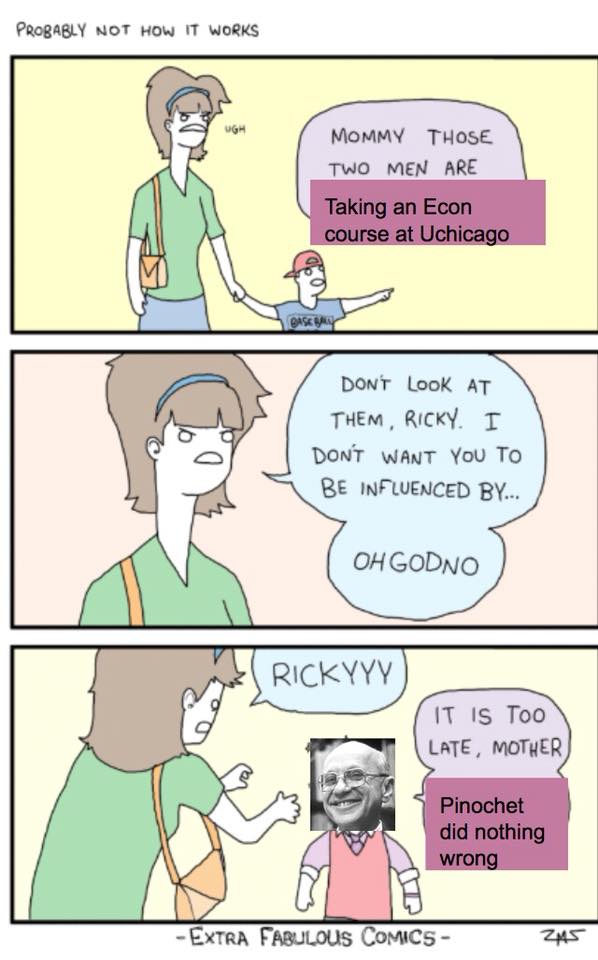 PROBABLY NOT HOW IT WORKS
UGH
MOMMY THOSE
TWO MEN ARE
Taking an Econ
course at Uchicago
BASEBALL
DON'T LOOK AT
THEM, RICKY. I
DON'T WANT YOU TO
BE INFLUENCED BY...
OHGODNO
RICKYYY
IT IS TOO
LATE, MOTHER
Pinochet
did nothing
wrong
-EXTRA FABULOUS COMICS-
ZMS